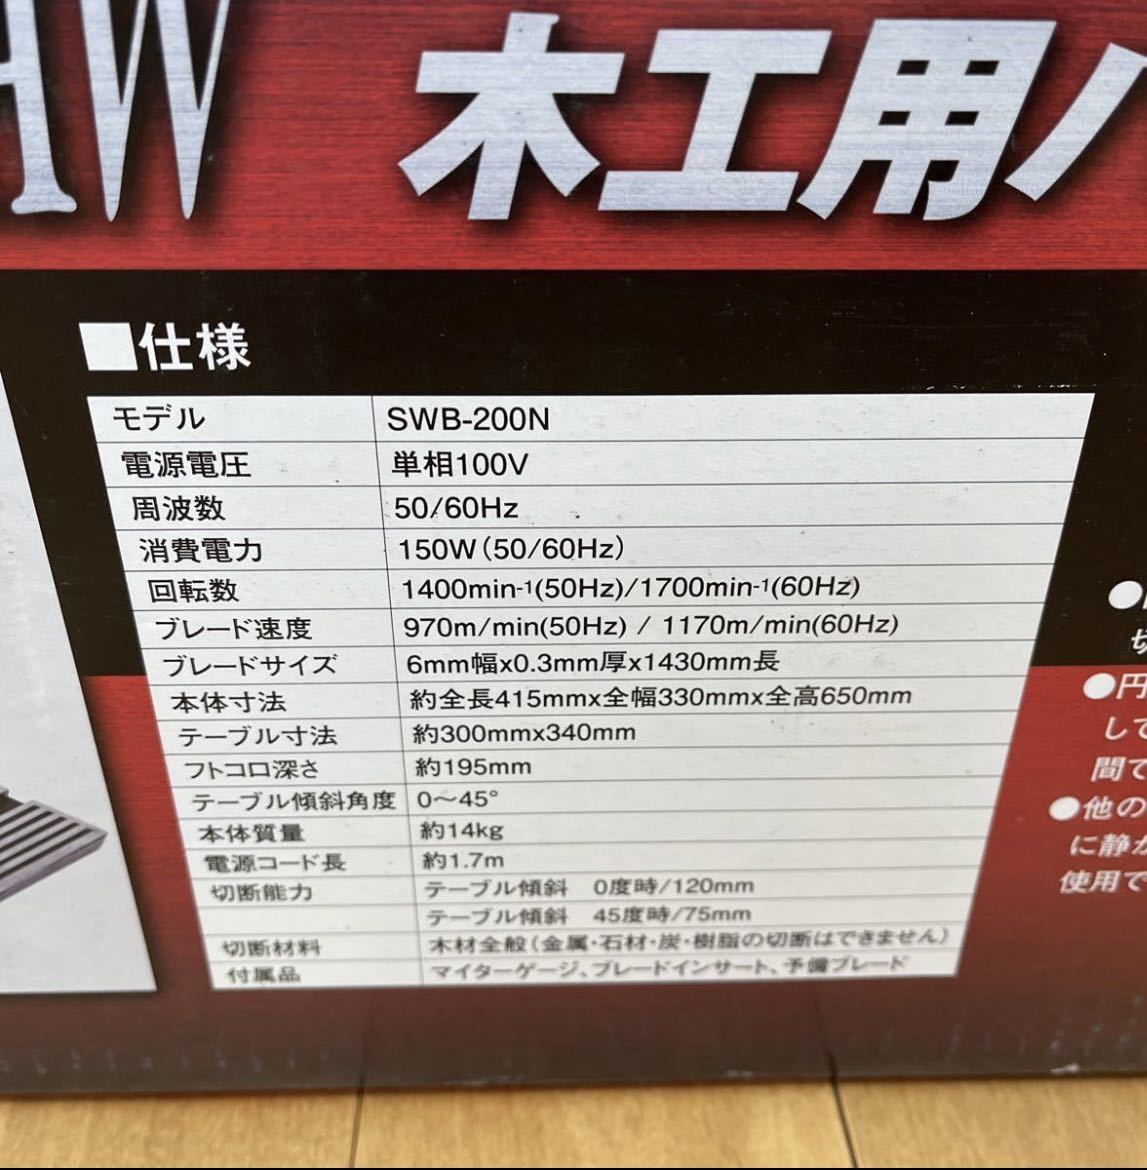 AW 木工用バ
■仕様
モデル SWB-200N
電源電圧 単相100V
周波数 50/60Hz
消費電力 150W(50/60Hz)
回転数 1400min-1(50Hz)/1700min-1(60Hz)
ブレード速度 970m/min(50Hz) / 1170m/min(60Hz)
ブレードサイズ 6mm幅x0.3mm厚x1430mm長
本体寸法 約全長415mmx全幅330mmx全高650mm
テーブル寸法 約300mmx340mm
フトコロ深さ 約195mm
テーブル傾斜角度 0～45°
本体質量 約14kg
電源コード長 約1.7m
切断能力 テーブル傾斜 0度時/120mm
テーブル傾斜 45度時/75mm
切断材料 木材全般(金属・石材・炭・樹脂の切断はできません)
付属品 マイターゲージ、ブレードインサート、予備ブレード
●円
して
間で
●他の
に静か
使用で